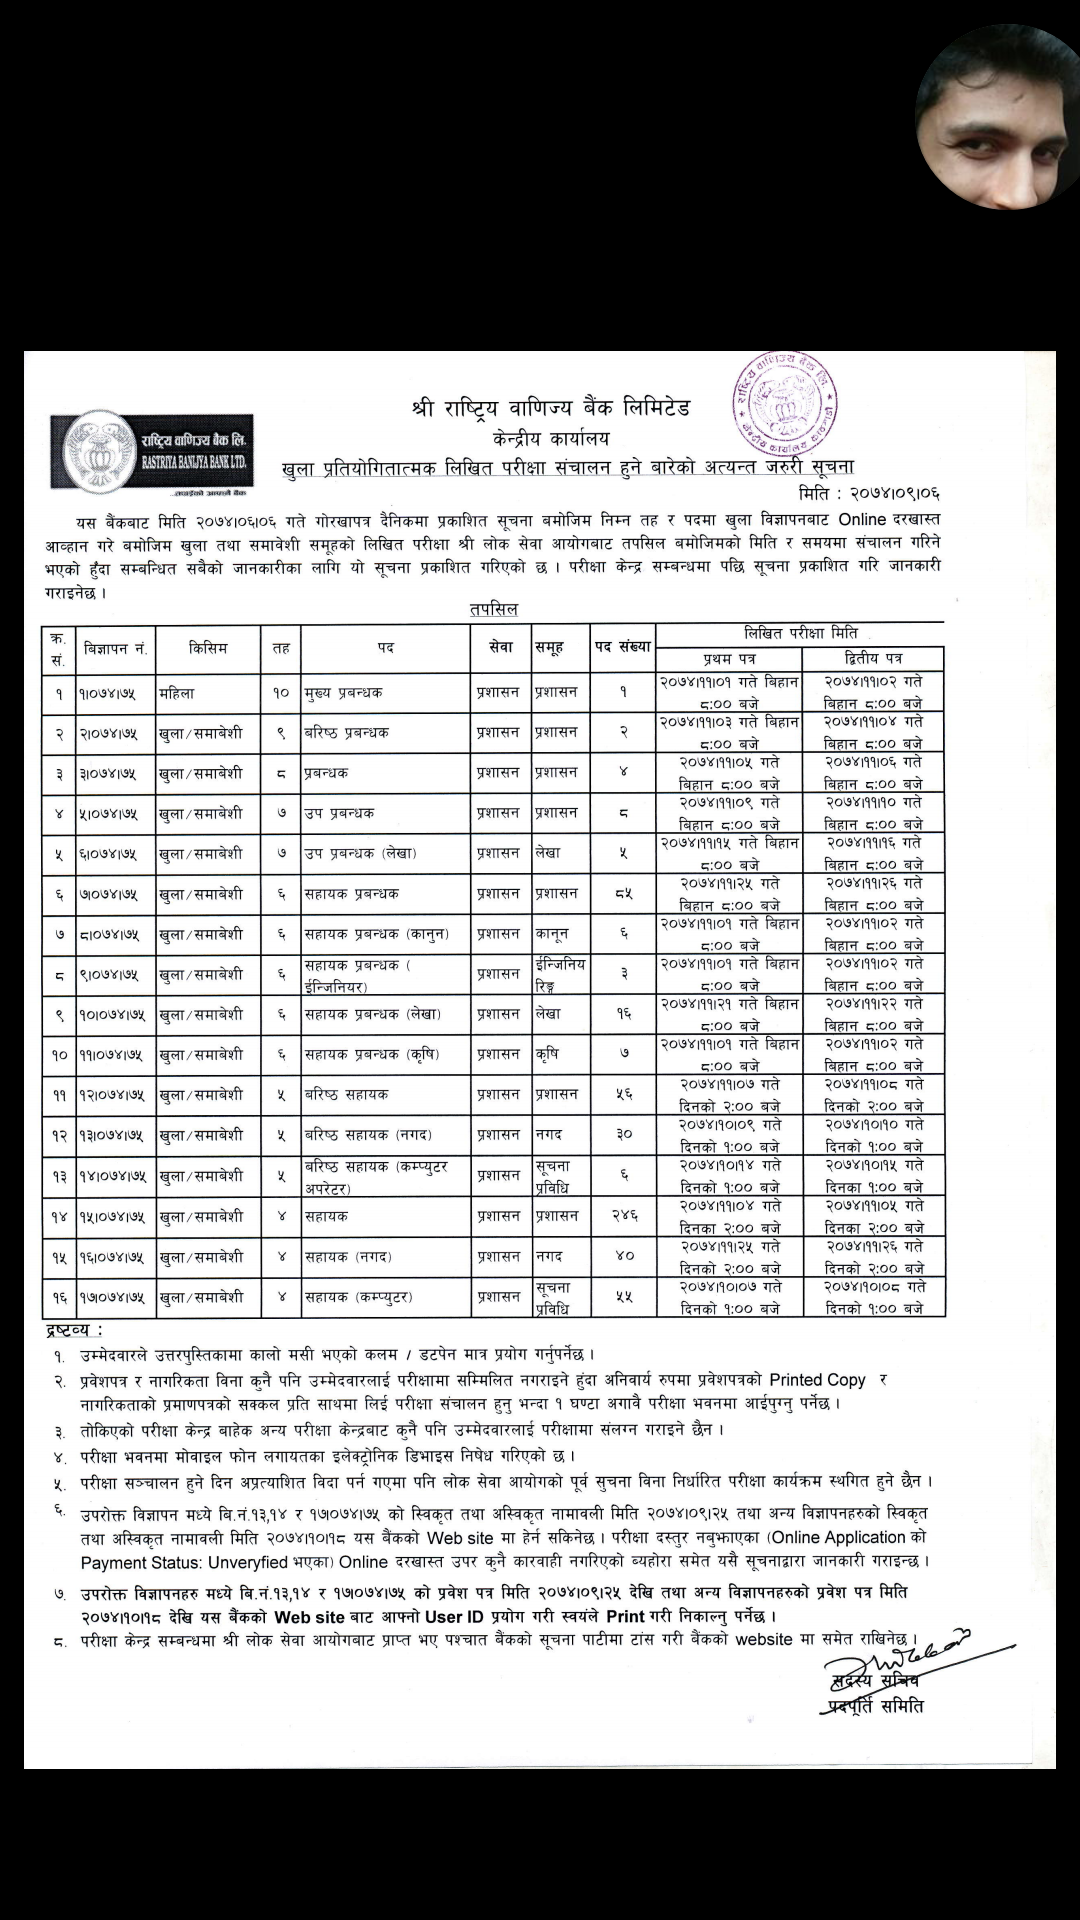 राष्ट्रिय वाणिज्य बैंक लि.
केन्द्रीय कार्यालय काठमाडौं
राष्ट्रिय वाणिज्य बैंक लि.
RASTRIYA BANIJYA BANK LTD.
...तपाईंको आफ्नै बैंक
श्री राष्ट्रिय वाणिज्य बैंक लिमिटेड
केन्द्रीय कार्यालय
खुला प्रतियोगितात्मक लिखित परीक्षा संचालन हुने बारेको अत्यन्त जरुरी सूचना
मिति : २०७४।०९।०६
यस बैंकबाट मिति २०७४।०६।०६ गते गोरखापत्र दैनिकमा प्रकाशित सूचना बमोजिम निम्न तह र पदमा खुला विज्ञापनबाट Online दरखास्त
आव्हान गरे बमोजिम खुला तथा समावेशी समूहको लिखित परीक्षा श्री लोक सेवा आयोगबाट तपसिल बमोजिमको मिति र समयमा संचालन गरिने
भएको हुँदा सम्बन्धित सबैको जानकारीका लागि यो सूचना प्रकाशित गरिएको छ । परीक्षा केन्द्र सम्बन्धमा पछि सूचना प्रकाशित गरि जानकारी
गराइनेछ ।
तपसिल
क्र. सं. बिज्ञापन नं. किसिम तह पद सेवा समूह पद संख्या लिखित परीक्षा मिति
प्रथम पत्र द्वितीय पत्र
१ १।०७४।७५ महिला १० मुख्य प्रबन्धक प्रशासन प्रशासन १ २०७४।११।०१ गते बिहान ८:०० बजे २०७४।११।०२ गते बिहान ८:०० बजे
२ २।०७४।७५ खुला/समाबेशी ९ बरिष्ठ प्रबन्धक प्रशासन प्रशासन २ २०७४।११।०३ गते बिहान ८:०० बजे २०७४।११।०४ गते बिहान ८:०० बजे
३ ३।०७४।७५ खुला/समाबेशी ८ प्रबन्धक प्रशासन प्रशासन ४ २०७४।११।०५ गते बिहान ८:०० बजे २०७४।११।०६ गते बिहान ८:०० बजे
४ ५।०७४।७५ खुला/समाबेशी ७ उप प्रबन्धक प्रशासन प्रशासन ८ २०७४।११।०९ गते बिहान ८:०० बजे २०७४।११।१० गते बिहान ८:०० बजे
५ ६।०७४।७५ खुला/समाबेशी ७ उप प्रबन्धक (लेखा) प्रशासन लेखा ५ २०७४।११।१५ गते बिहान ८:०० बजे २०७४।११।१६ गते बिहान ८:०० बजे
६ ७।०७४।७५ खुला/समाबेशी ६ सहायक प्रबन्धक प्रशासन प्रशासन ८५ २०७४।११।२५ गते बिहान ८:०० बजे २०७४।११।२६ गते बिहान ८:०० बजे
७ ८।०७४।७५ खुला/समाबेशी ६ सहायक प्रबन्धक (कानुन) प्रशासन कानून ६ २०७४।११।०१ गते बिहान ८:०० बजे २०७४।११।०२ गते बिहान ८:०० बजे
८ ९।०७४।७५ खुला/समाबेशी ६ सहायक प्रबन्धक ( ईन्जिनियर) प्रशासन ईन्जिनिय रिङ्ग ३ २०७४।११।०१ गते बिहान ८:०० बजे २०७४।११।०२ गते बिहान ८:०० बजे
९ १०।०७४।७५ खुला/समाबेशी ६ सहायक प्रबन्धक (लेखा) प्रशासन लेखा १६ २०७४।११।२१ गते बिहान ८:०० बजे २०७४।११।२२ गते बिहान ८:०० बजे
१० ११।०७४।७५ खुला/समाबेशी ६ सहायक प्रबन्धक (कृषि) प्रशासन कृषि ७ २०७४।११।०१ गते बिहान ८:०० बजे २०७४।११।०२ गते बिहान ८:०० बजे
११ १२।०७४।७५ खुला/समाबेशी ५ बरिष्ठ सहायक प्रशासन प्रशासन ५६ २०७४।११।०७ गते दिनको २:०० बजे २०७४।११।०८ गते दिनको २:०० बजे
१२ १३।०७४।७५ खुला/समाबेशी ५ बरिष्ठ सहायक (नगद) प्रशासन नगद ३० २०७४।१०।०९ गते दिनको १:०० बजे २०७४।१०।१० गते दिनको १:०० बजे
१३ १४।०७४।७५ खुला/समाबेशी ५ बरिष्ठ सहायक (कम्प्युटर अपरेटर) प्रशासन सूचना प्रविधि ६ २०७४।१०।१४ गते दिनको १:०० बजे २०७४।१०।१५ गते दिनका १:०० बजे
१४ १५।०७४।७५ खुला/समाबेशी ४ सहायक प्रशासन प्रशासन २४६ २०७४।११।०४ गते दिनका २:०० बजे २०७४।११।०५ गते दिनका २:०० बजे
१५ १६।०७४।७५ खुला/समाबेशी ४ सहायक (नगद) प्रशासन नगद ४० २०७४।११।२५ गते दिनको २:०० बजे २०७४।११।२६ गते दिनको २:०० बजे
१६ १७।०७४।७५ खुला/समाबेशी ४ सहायक (कम्प्युटर) प्रशासन सूचना प्रविधि ५५ २०७४।१०।०७ गते दिनको १:०० बजे २०७४।१०।०८ गते दिनको १:०० बजे
द्रष्टव्य :
१. उम्मेदवारले उत्तरपुस्तिकामा कालो मसी भएको कलम / डटपेन मात्र प्रयोग गर्नुपर्नेछ ।
२. प्रवेशपत्र र नागरिकता विना कुनै पनि उम्मेदवारलाई परीक्षामा सम्मिलित नगराइने हुंदा अनिवार्य रुपमा प्रवेशपत्रको Printed Copy र
नागरिकताको प्रमाणपत्रको सक्कल प्रति साथमा लिई परीक्षा संचालन हुनु भन्दा १ घण्टा अगावै परीक्षा भवनमा आईपुग्नु पर्नेछ ।
३. तोकिएको परीक्षा केन्द्र बाहेक अन्य परीक्षा केन्द्रबाट कुनै पनि उम्मेदवारलाई परीक्षामा संलग्न गराइने छैन ।
४. परीक्षा भवनमा मोवाइल फोन लगायतका इलेक्ट्रोनिक डिभाइस निषेध गरिएको छ ।
५. परीक्षा सञ्चालन हुने दिन अप्रत्याशित विदा पर्न गएमा पनि लोक सेवा आयोगको पूर्व सुचना विना निर्धारित परीक्षा कार्यक्रम स्थगित हुने छैन ।
६. उपरोक्त विज्ञापन मध्ये बि.नं.१३,१४ र १७।०७४।७५ को स्विकृत तथा अस्विकृत नामावली मिति २०७४।०९।२५ तथा अन्य विज्ञापनहरुको स्विकृत
तथा अस्विकृत नामावली मिति २०७४।१०।१८ यस बैंकको Web site मा हेर्न सकिनेछ । परीक्षा दस्तुर नबुझाएका (Online Application को
Payment Status: Unveryfied भएका) Online दरखास्त उपर कुनै कारवाही नगरिएको व्यहोरा समेत यसै सूचनाद्वारा जानकारी गराइन्छ ।
७. उपरोक्त विज्ञापनहरु मध्ये बि.नं.१३,१४ र १७।०७४।७५ को प्रवेश पत्र मिति २०७४।०९।२५ देखि तथा अन्य विज्ञापनहरुको प्रवेश पत्र मिति
२०७४।१०।१८ देखि यस बैंकको Web site बाट आफ्नो User ID प्रयोग गरी स्वयंले Print गरी निकाल्नु पर्नेछ ।
८. परीक्षा केन्द्र सम्बन्धमा श्री लोक सेवा आयोगबाट प्राप्त भए पश्चात बैंकको सूचना पाटीमा टांस गरी बैंकको website मा समेत राखिनेछ ।
सदस्य सचिव
पदपूर्ति समिति